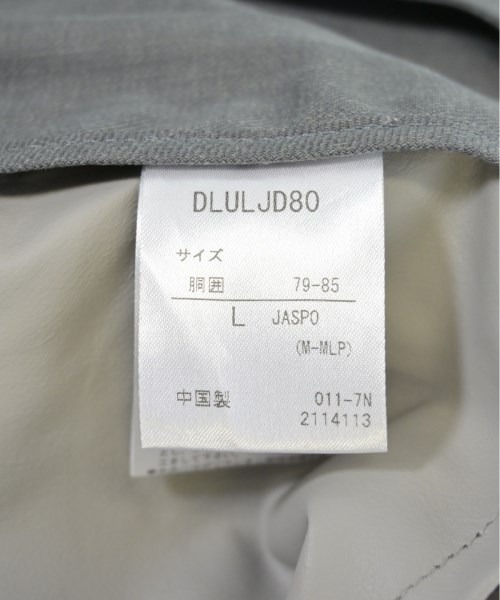 DLULJD80
サイズ
胴囲 79-85
L JASPO
(M-MLP)
中国製 011-7N
2114113